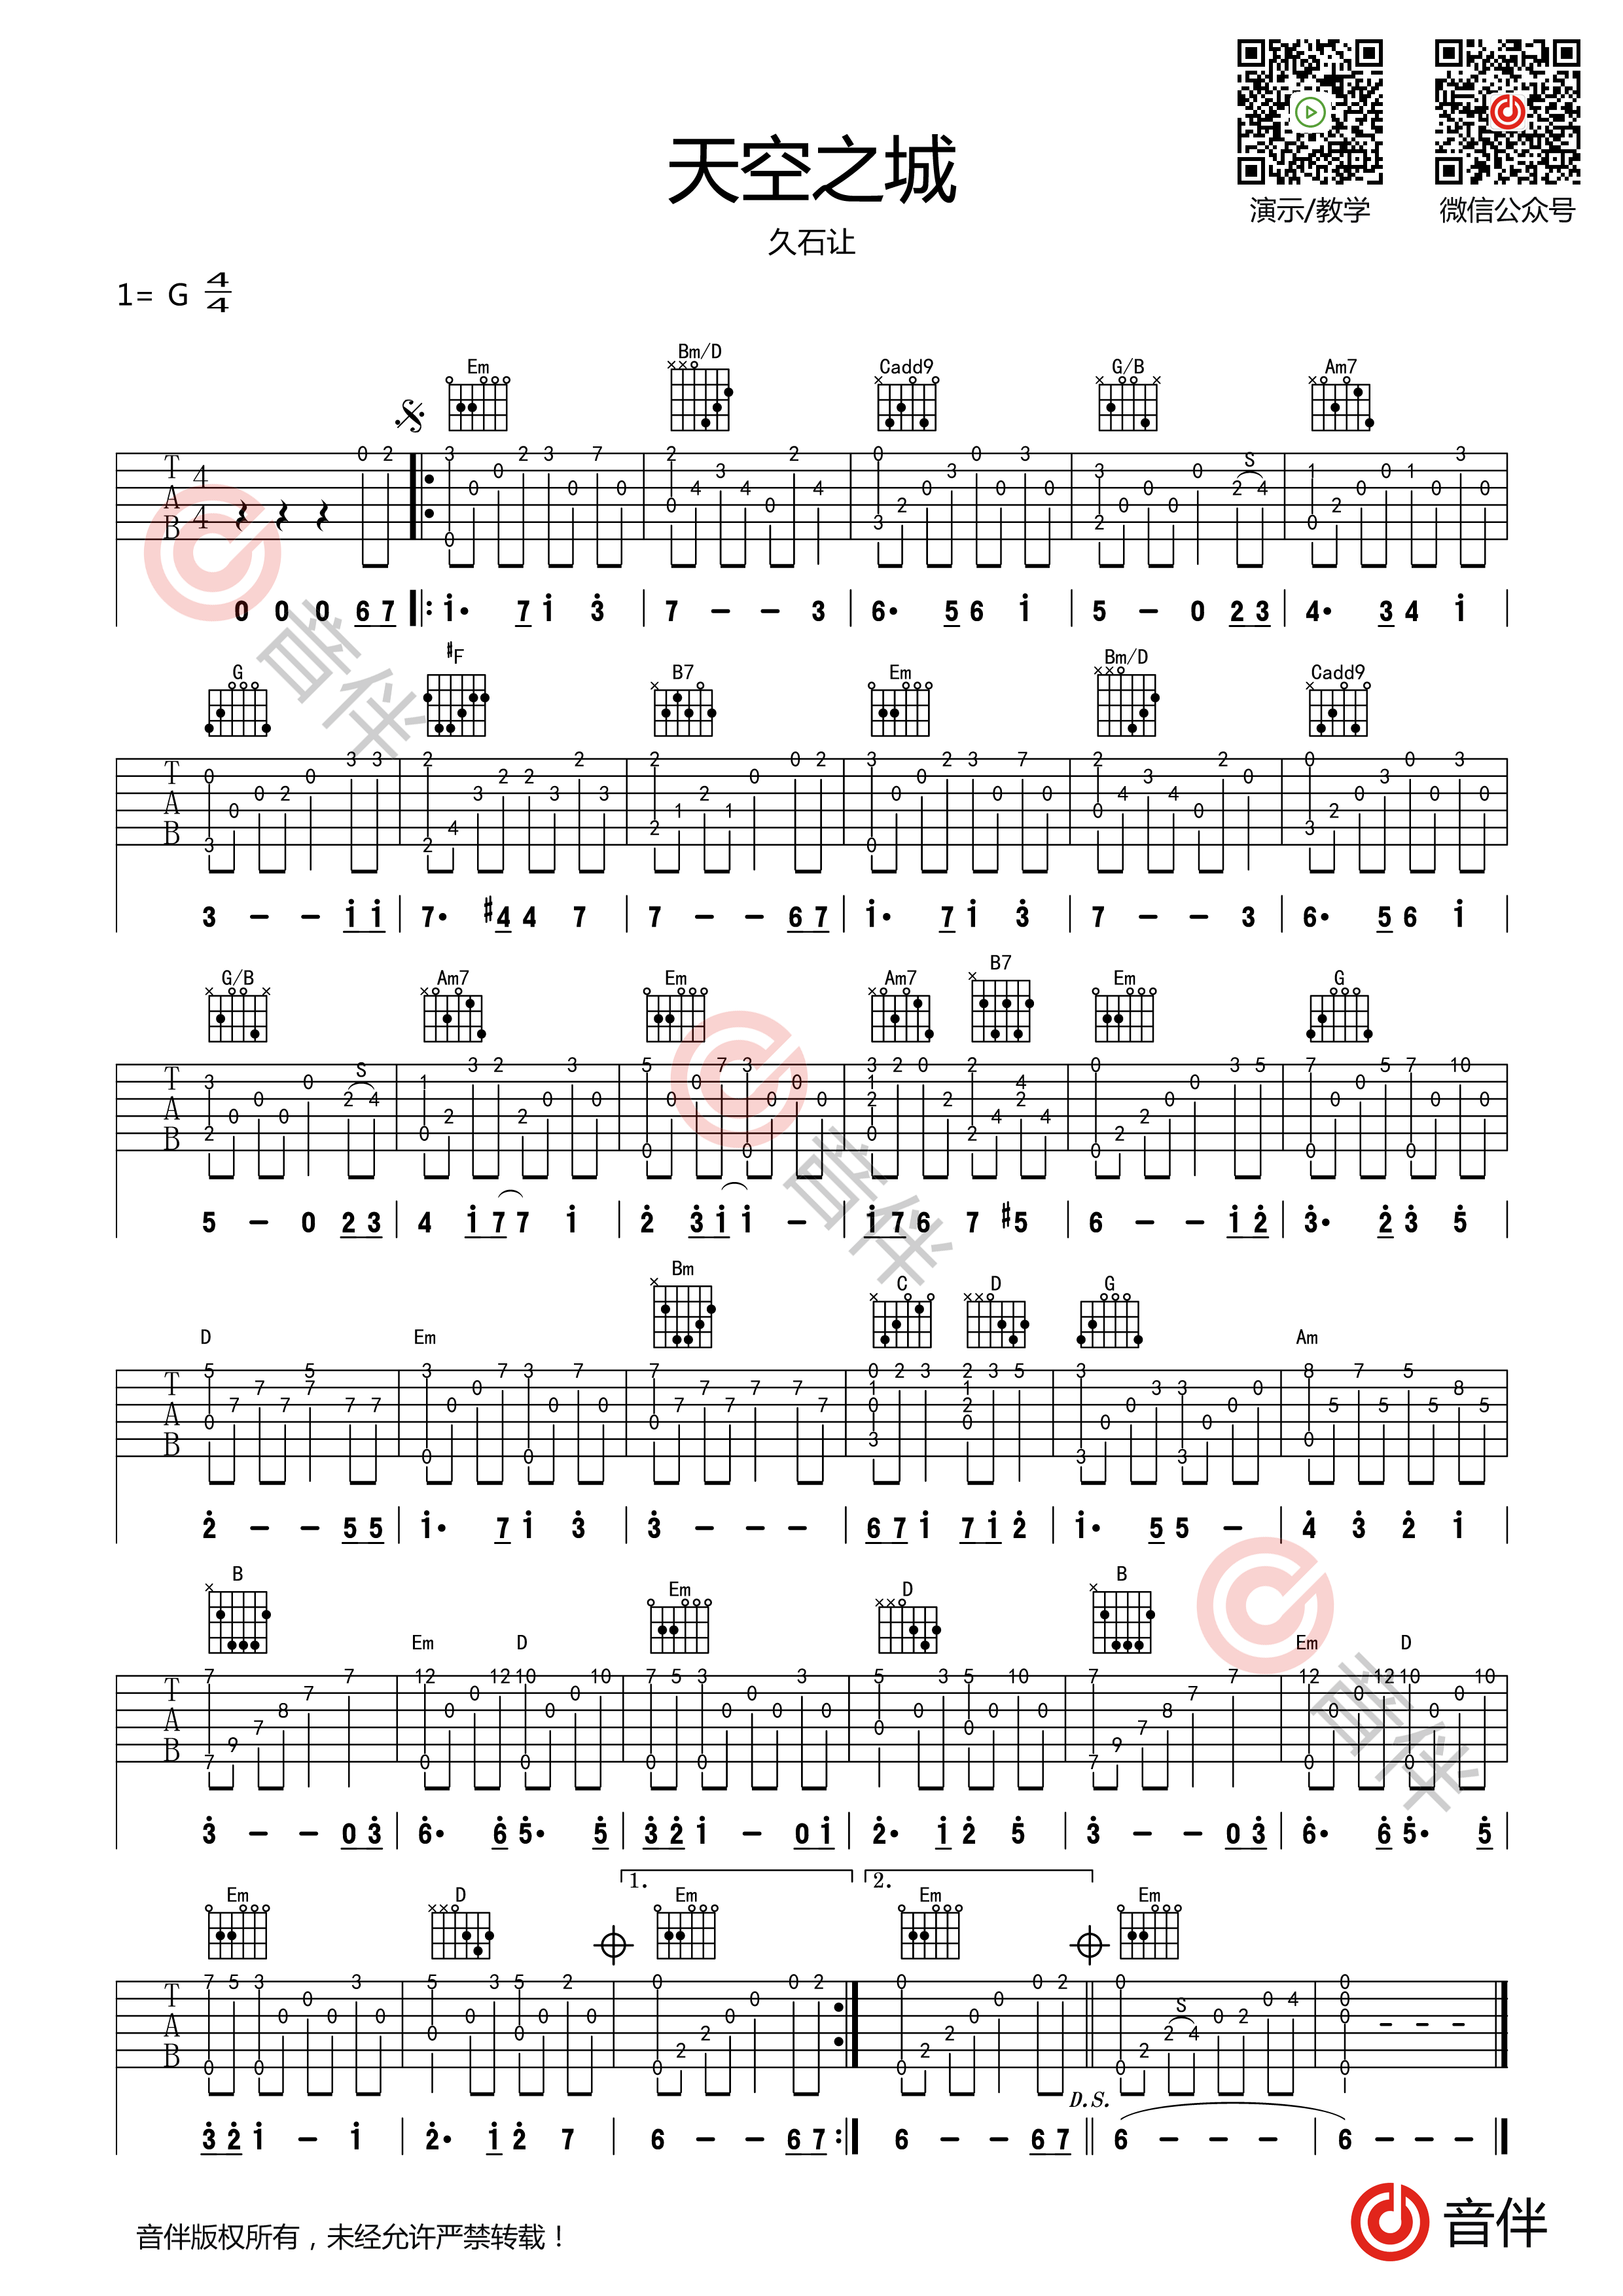 天空之城
久石让
演示/教学
微信公众号
1= G 4/4
Em Bm/D Cadd9 G/B Am7
S
T A B 4/4
0 0 0 6 7 1· 7 1 3 7 – – 3 6· 5 6 1 5 – 0 2 3 4· 3 4 1
G #F B7 Em Bm/D Cadd9
T A B
3 – – 1 1 7· #4 4 7 7 – – 6 7 1· 7 1 3 7 – – 3 6· 5 6 1
G/B Am7 Em Am7 B7 Em G
S
T A B
5 – 0 2 3 4 1 7 7 1 2 3 1 1 – 1 7 6 7 #5 6 – – 1 2 3· 2 3 5
D Em Bm C D G Am
T A B
2 – – 5 5 1· 7 1 3 3 – – – 6 7 1 7 1 2 1· 5 5 – 4 3 2 1
B Em D Em D B Em D
T A B
3 – – 0 3 6· 6 5· 5 3 2 1 – 0 1 2· 1 2 5 3 – – 0 3 6· 6 5· 5
1. 2.
Em D Em Em Em
S
T A B
D.S.
3 2 1 – 1 2· 1 2 7 6 – – 6 7 6 – – 6 7 6 – – – 6 – – –
音伴版权所有，未经允许严禁转载！
音伴
音伴
音伴
音伴